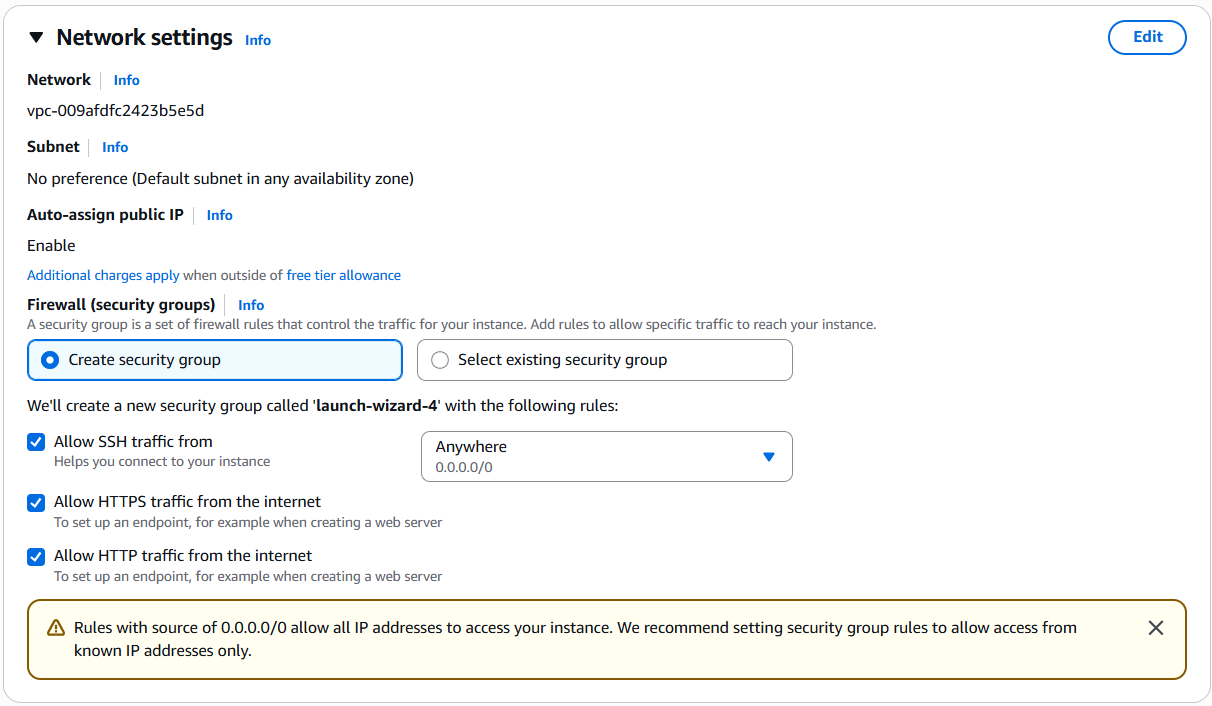 Network settings Info
Edit
Network Info
vpc-009afdfc2423b5e5d
Subnet Info
No preference (Default subnet in any availability zone)
Auto-assign public IP Info
Enable
Additional charges apply when outside of free tier allowance
Firewall (security groups) Info
A security group is a set of firewall rules that control the traffic for your instance. Add rules to allow specific traffic to reach your instance.
Create security group
Select existing security group
We'll create a new security group called 'launch-wizard-4' with the following rules:
Allow SSH traffic from
Helps you connect to your instance
Anywhere
0.0.0.0/0
Allow HTTPS traffic from the internet
To set up an endpoint, for example when creating a web server
Allow HTTP traffic from the internet
To set up an endpoint, for example when creating a web server
Rules with source of 0.0.0.0/0 allow all IP addresses to access your instance. We recommend setting security group rules to allow access from
known IP addresses only.